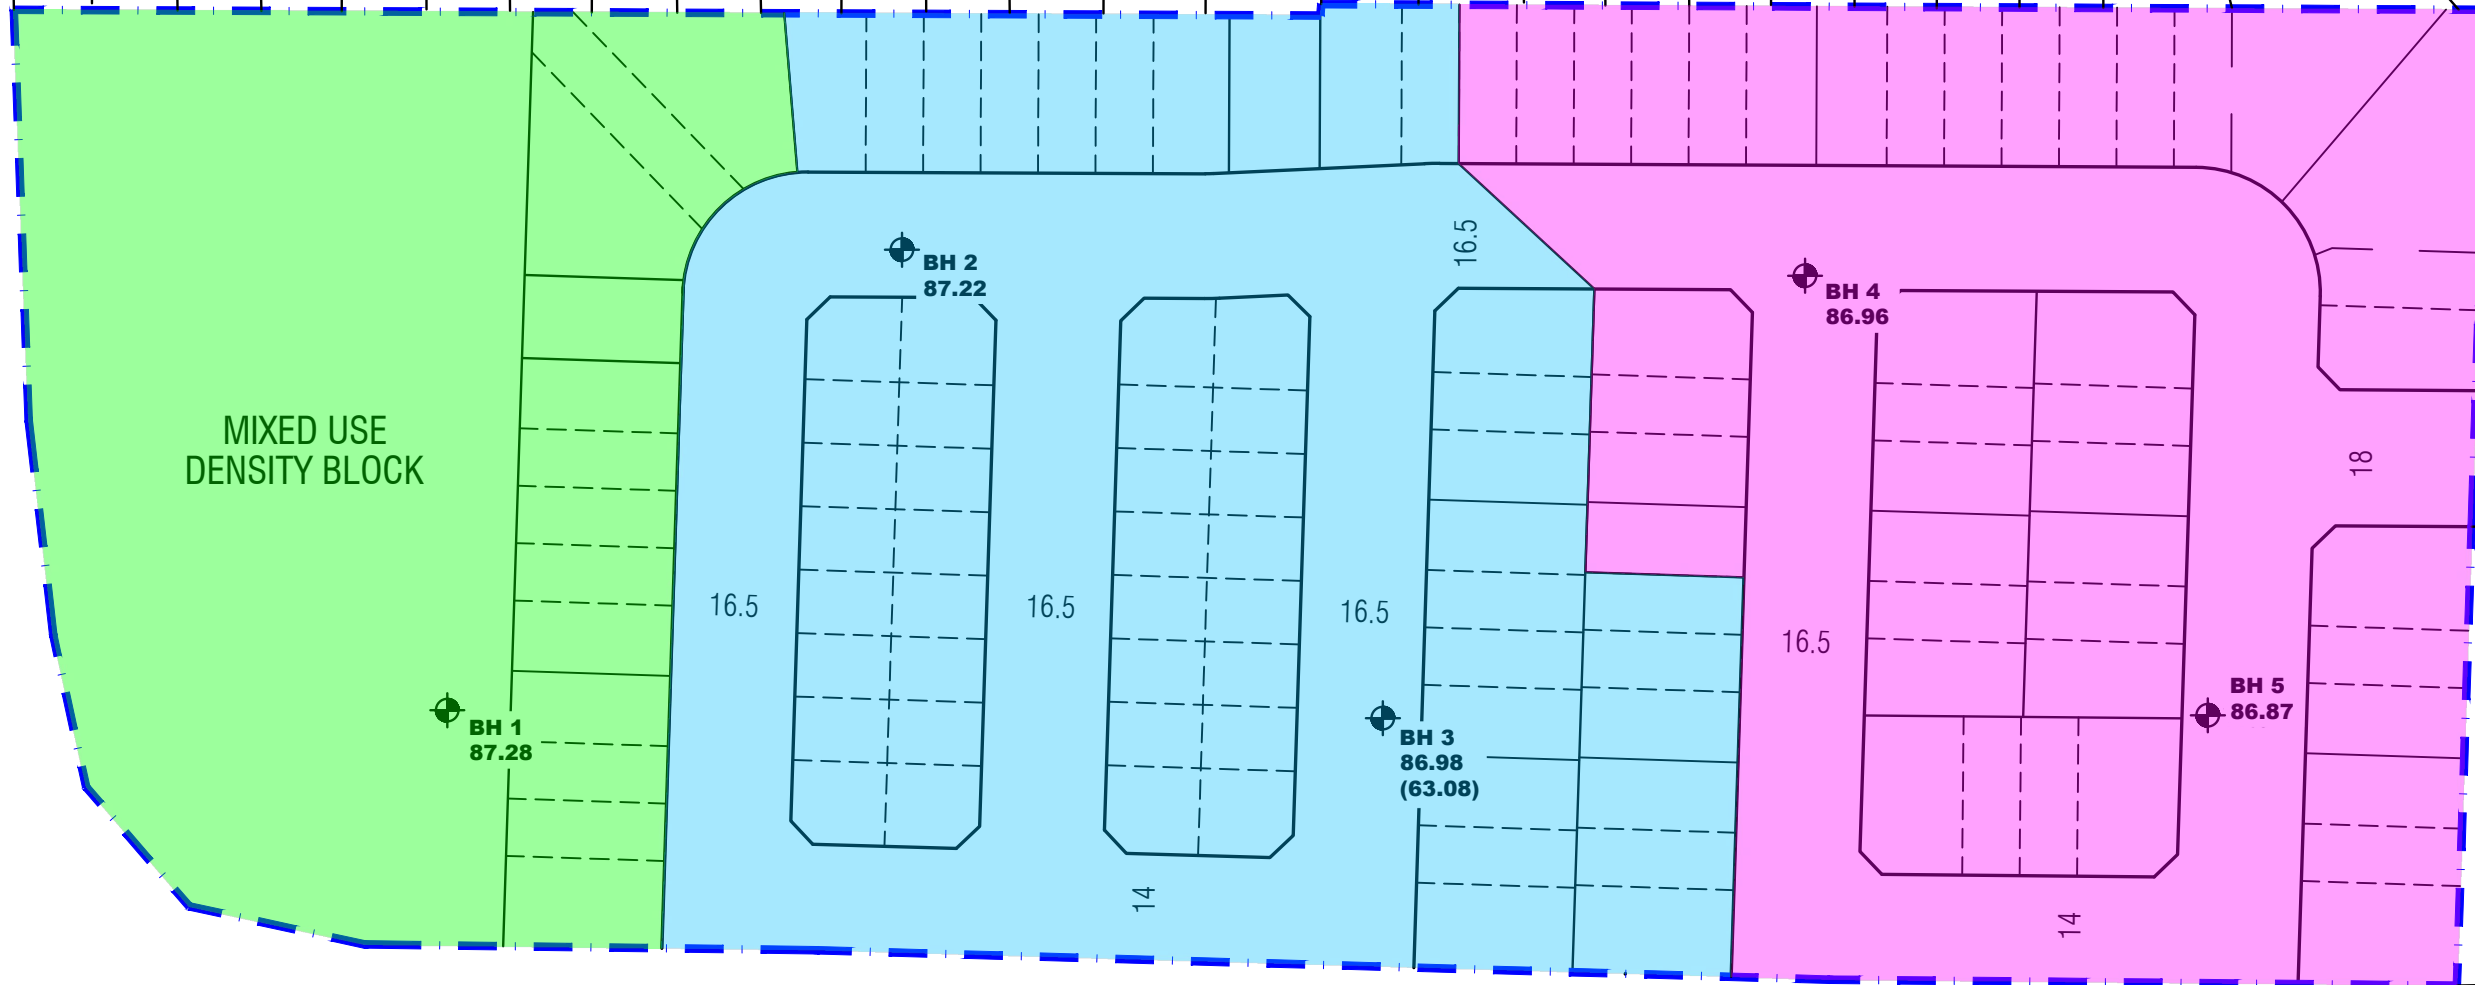 16.5
BH 2
87.22
BH 4
86.96
MIXED USE
DENSITY BLOCK
18
16.5
16.5
16.5
16.5
BH 5
86.87
BH 1
87.28
BH 3
86.98
(63.08)
14
14